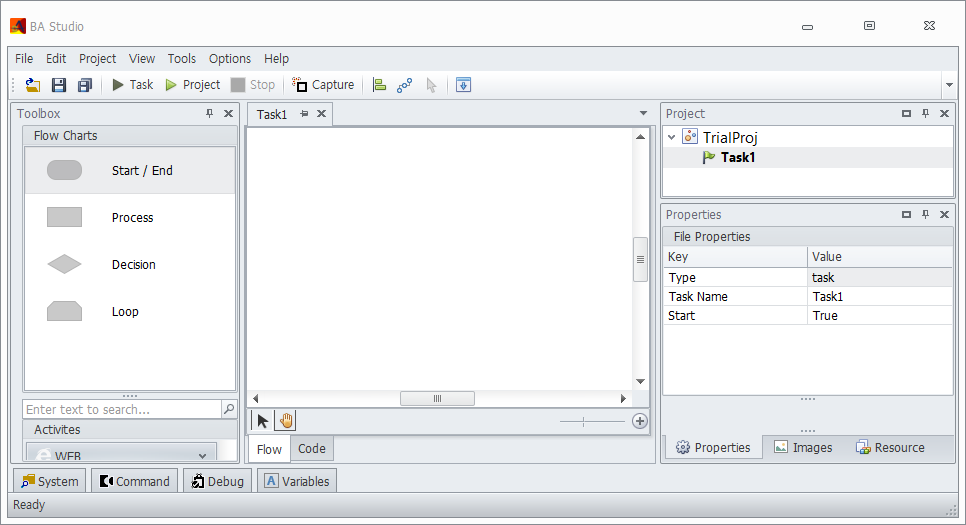 BA Studio
File Edit Project View Tools Options Help
Task Project Stop Capture
Toolbox
Flow Charts
Start / End
Process
Decision
Loop
Enter text to search...
Activites
WEB
Task1
Flow Code
Project
TrialProj
Task1
Properties
File Properties
Key Value
Type task
Task Name Task1
Start True
Properties Images Resource
System Command Debug Variables
Ready